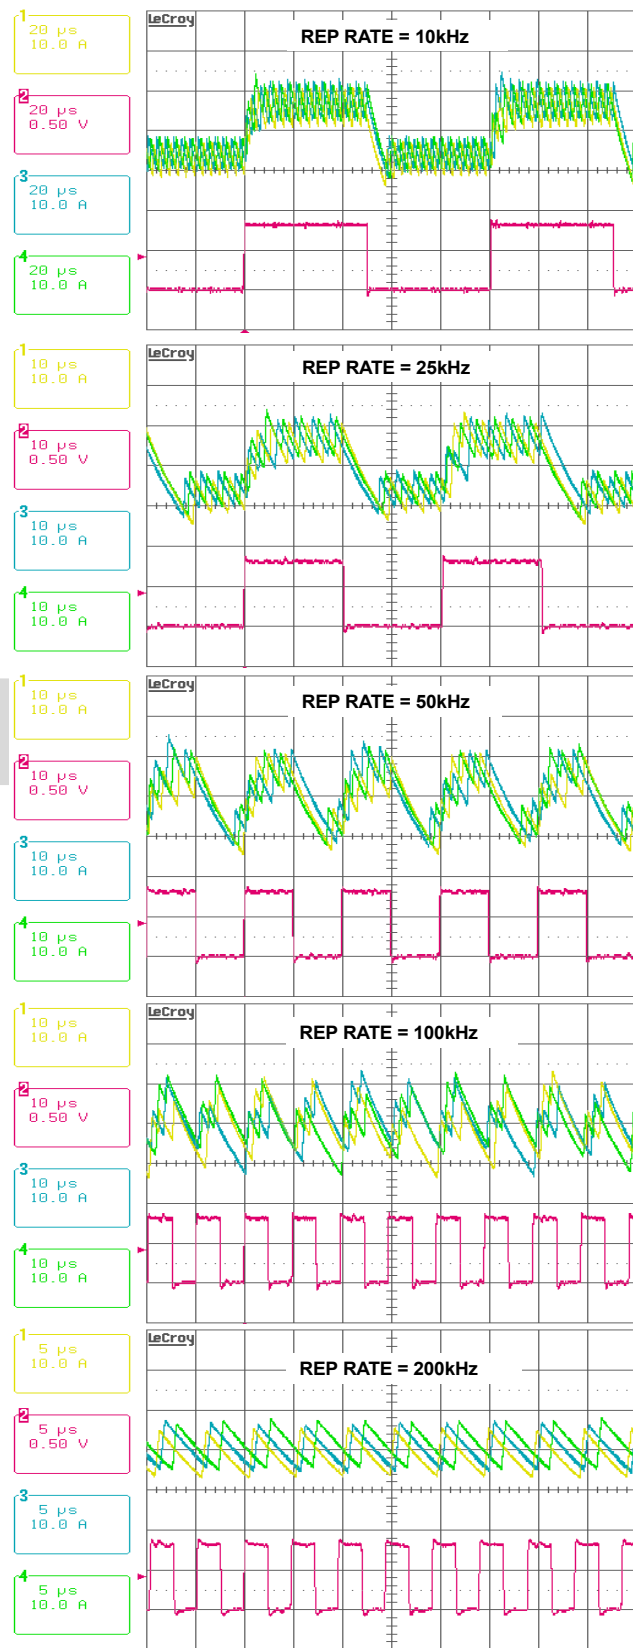 LeCroy
REP RATE = 10kHz
1
20 µs
10.0 A
2
20 µs
0.50 V
3
20 µs
10.0 A
4
20 µs
10.0 A
LeCroy
REP RATE = 25kHz
1
10 µs
10.0 A
2
10 µs
0.50 V
3
10 µs
10.0 A
4
10 µs
10.0 A
LeCroy
REP RATE = 50kHz
1
10 µs
10.0 A
2
10 µs
0.50 V
3
10 µs
10.0 A
4
10 µs
10.0 A
LeCroy
REP RATE = 100kHz
1
10 µs
10.0 A
2
10 µs
0.50 V
3
10 µs
10.0 A
4
10 µs
10.0 A
LeCroy
REP RATE = 200kHz
1
5 µs
10.0 A
2
5 µs
0.50 V
3
5 µs
10.0 A
4
5 µs
10.0 A